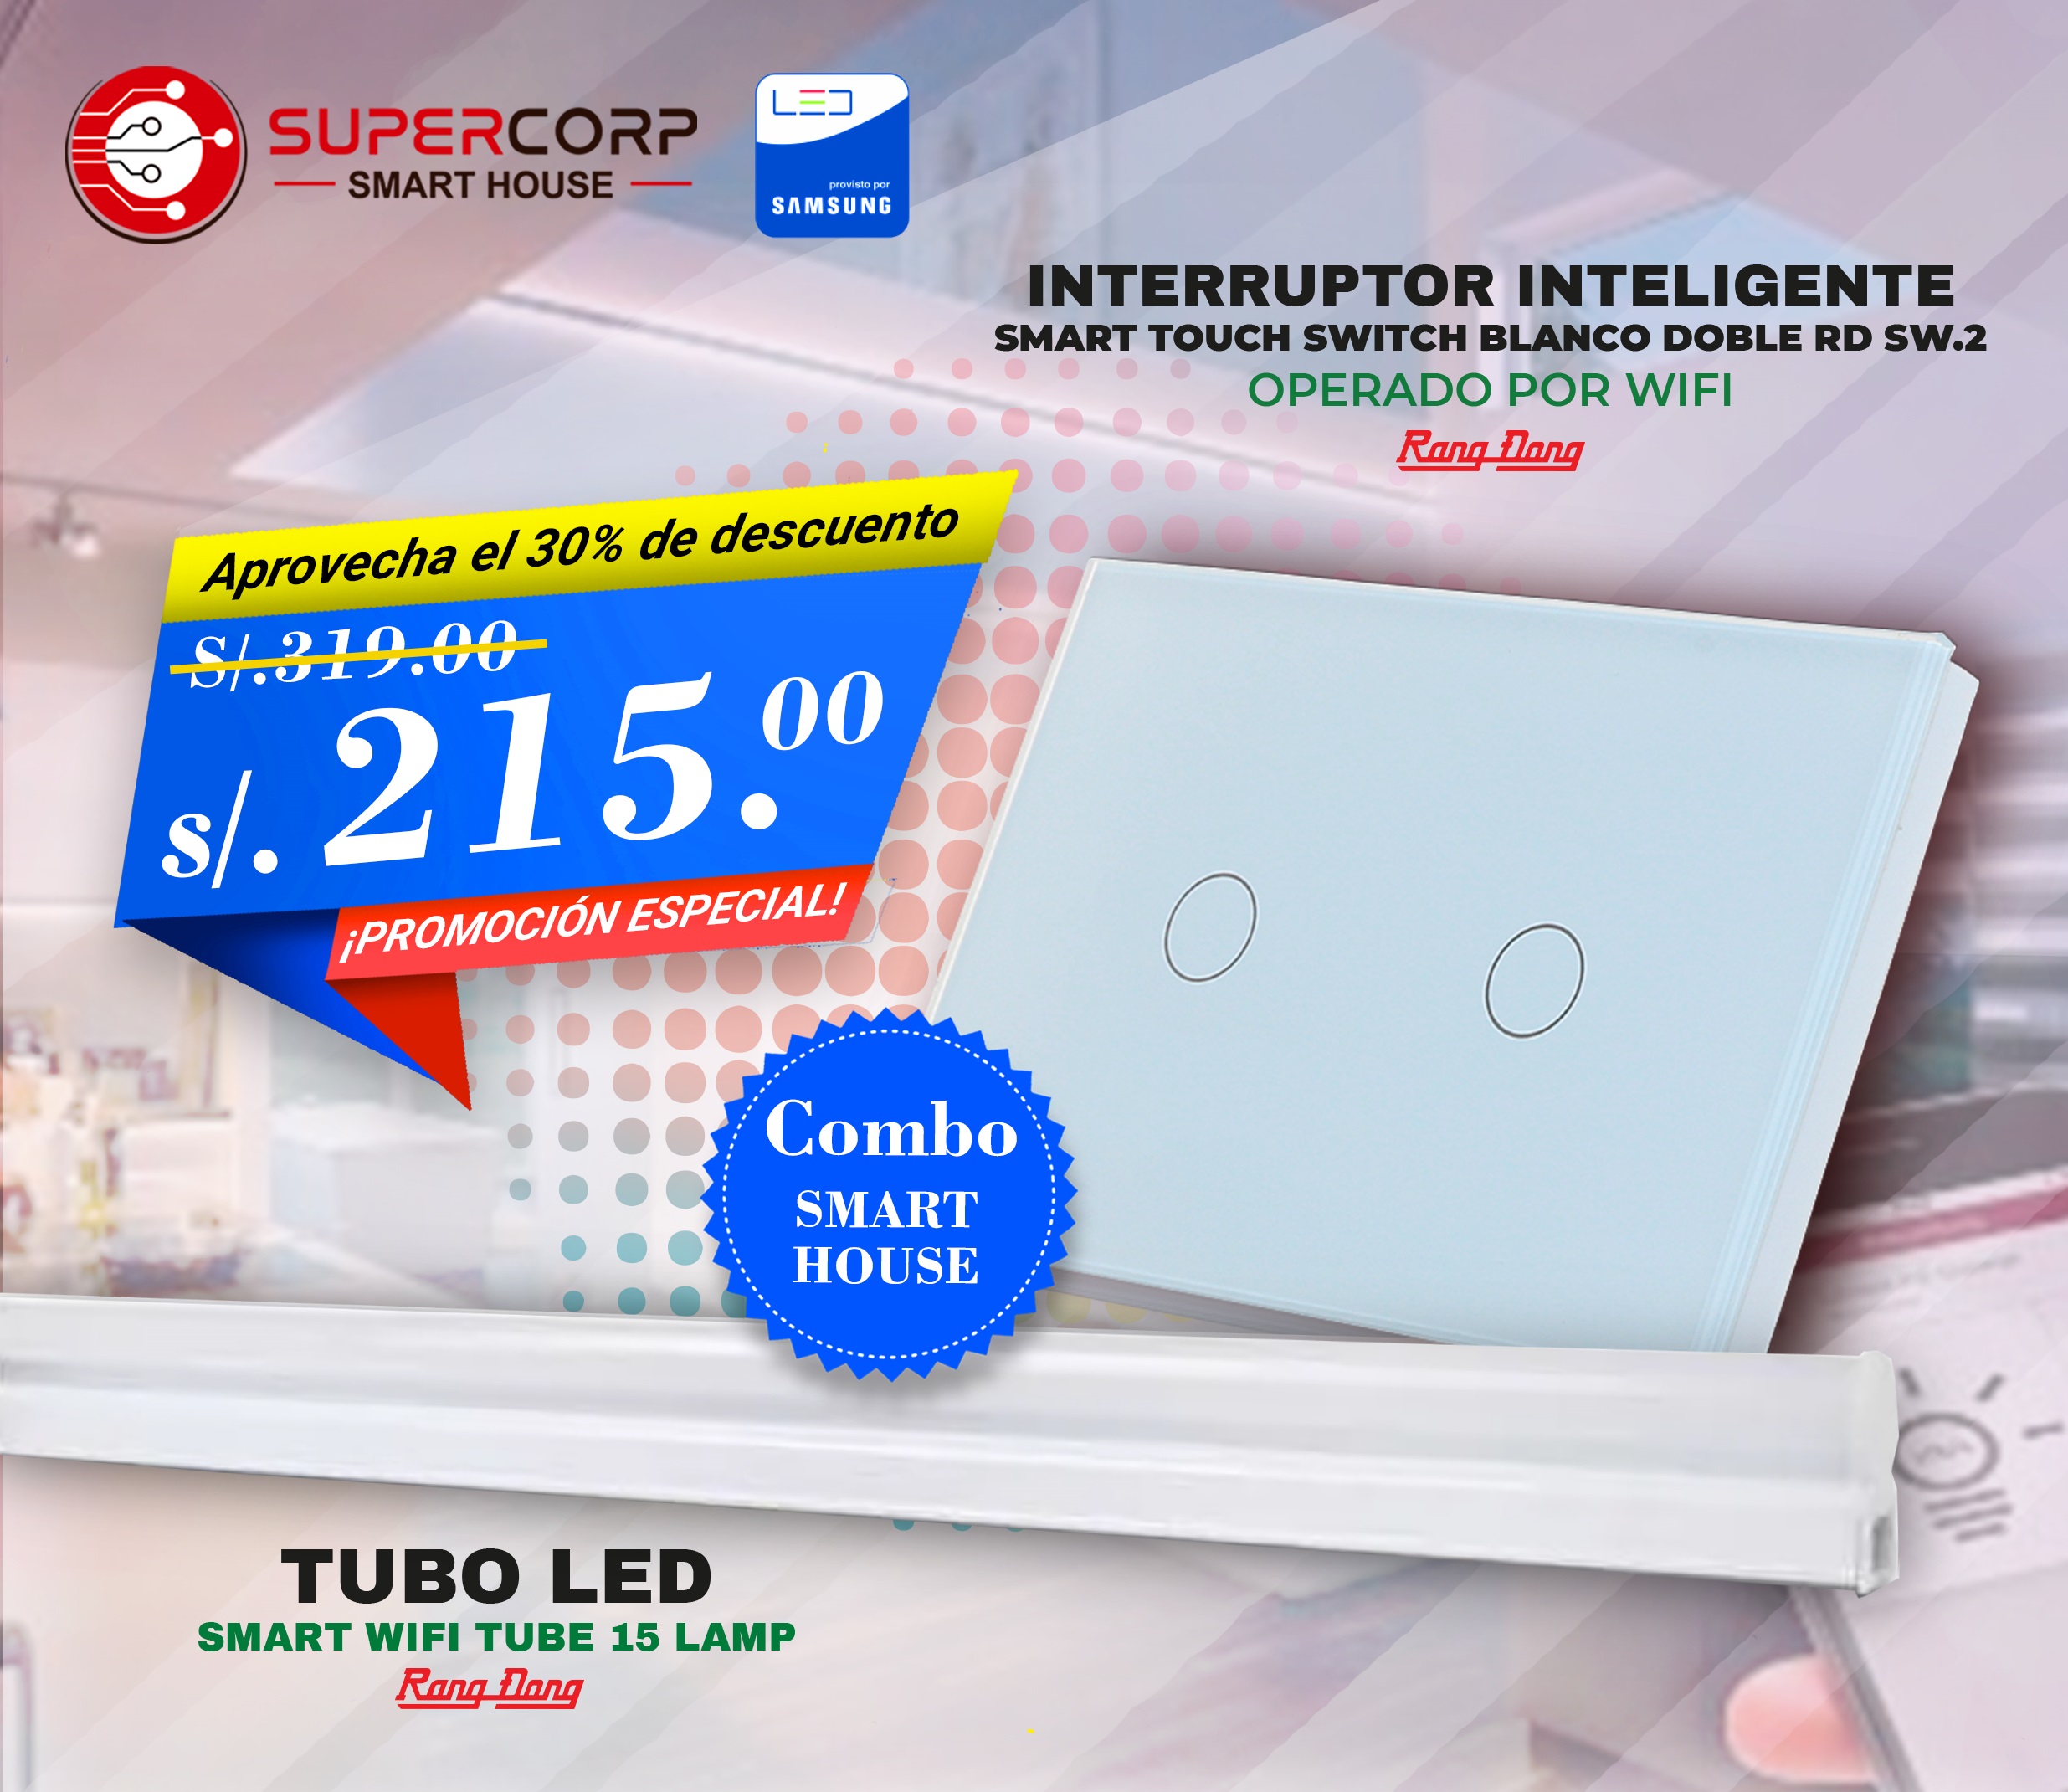 SUPERCORP
SMART HOUSE
LED
provisto por
SAMSUNG
INTERRUPTOR INTELIGENTE
SMART TOUCH SWITCH BLANCO DOBLE RD SW.2
OPERADO POR WIFI
Rang Đong
Aprovecha el 30% de descuento
S/.319.00
s/. 215.00
¡PROMOCIÓN ESPECIAL!
Combo
SMART
HOUSE
TUBO LED
SMART WIFI TUBE 15 LAMP
Rang Đong